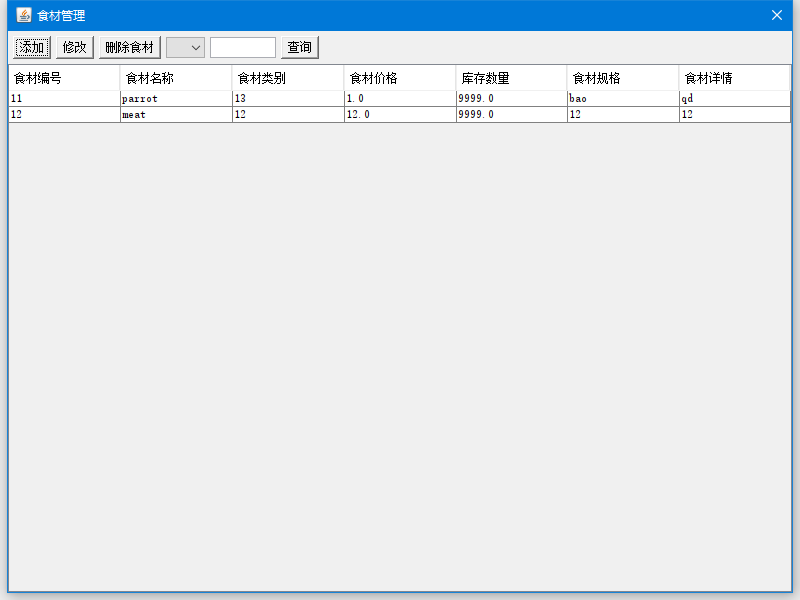 食材管理
添加 修改 删除食材 查询
食材编号 食材名称 食材类别 食材价格 库存数量 食材规格 食材详情
11 parrot 13 1.0 9999.0 bao qd
12 meat 12 12.0 9999.0 12 12